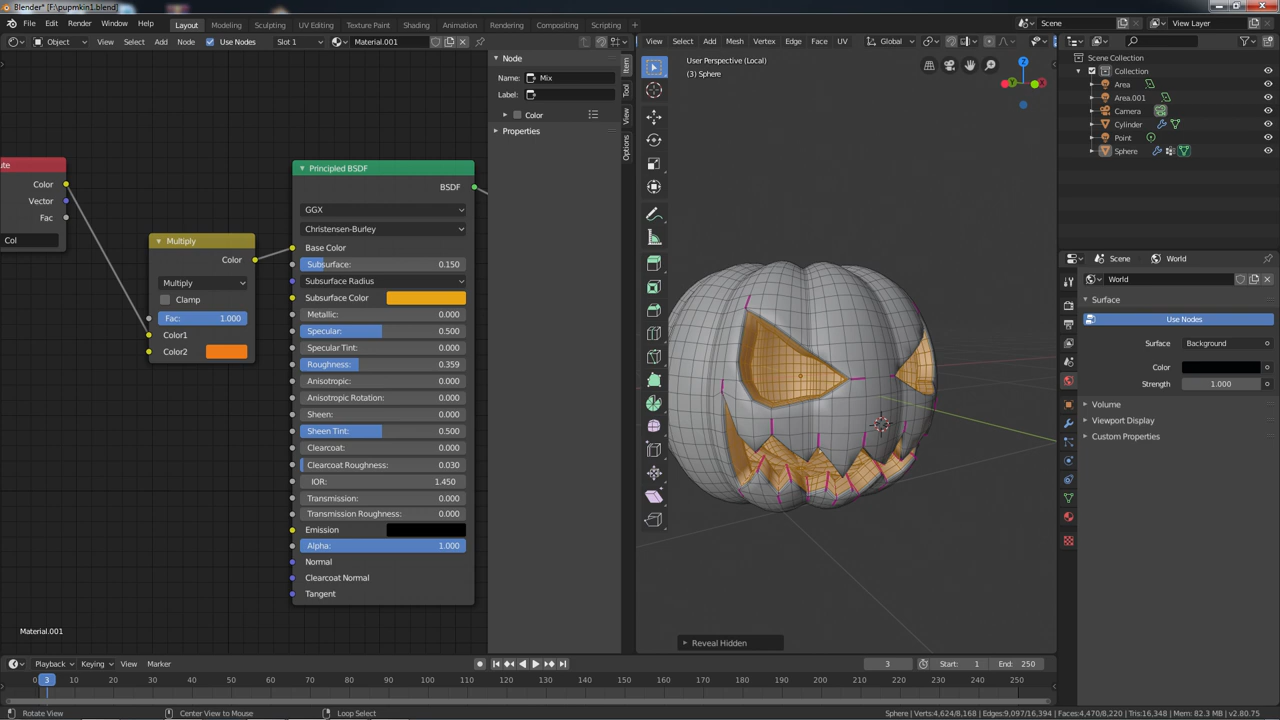 Blender* [F:\pupmkin1.blend]
File Edit Render Window Help Layout Modeling Sculpting UV Editing Texture Paint Shading Animation Rendering Compositing Scripting Scene View Layer
Object View Select Add Node Use Nodes Slot 1 Material.001 View Select Add Mesh Vertex Edge Face UV Global
Node
Name: Mix
Label:
Color
Properties
Item
Tool
View
Options
ute
Color
Vector
Fac
Col
Multiply
Color
Multiply
Clamp
Fac: 1.000
Color1
Color2
Principled BSDF
BSDF
GGX
Christensen-Burley
Base Color
Subsurface: 0.150
Subsurface Radius
Subsurface Color
Metallic: 0.000
Specular: 0.500
Specular Tint: 0.000
Roughness: 0.359
Anisotropic: 0.000
Anisotropic Rotation: 0.000
Sheen: 0.000
Sheen Tint: 0.500
Clearcoat: 0.000
Clearcoat Roughness: 0.030
IOR: 1.450
Transmission: 0.000
Transmission Roughness: 0.000
Emission
Alpha: 1.000
Normal
Clearcoat Normal
Tangent
Material.001
User Perspective (Local)
(3) Sphere
Z
Y
Reveal Hidden
Scene Collection
Collection
Area
Area.001
Camera
Cylinder
Point
Sphere
Scene World
World
Surface
Use Nodes
Surface: Background
Color:
Strength: 1.000
Volume
Viewport Display
Custom Properties
Playback Keying View Marker 3 Start: 1 End: 250
0 3 10 20 30 40 50 60 70 80 90 100 110 120 130 140 150 160 170 180 190 200 210 220 230 240 250
Rotate View Center View to Mouse Loop Select Sphere | Verts:4,624/8,168 | Edges:9,097/16,394 | Faces:4,470/8,220 | Tris:16,348 | Mem: 82.3 MB | v2.80.75